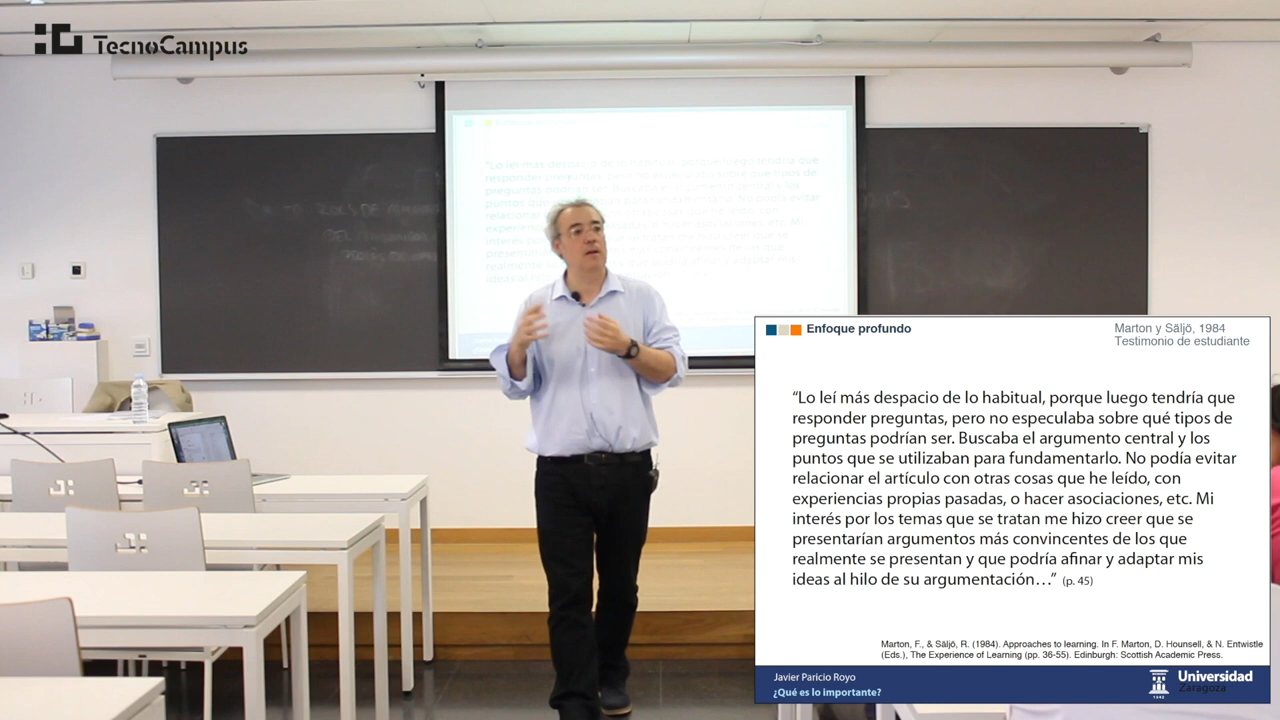 TecnoCampus
Enfoque profundo
Marton y Säljö, 1984
Testimonio de estudiante
“Lo leí más despacio de lo habitual, porque luego tendría que
responder preguntas, pero no especulaba sobre qué tipos de
preguntas podrían ser. Buscaba el argumento central y los
puntos que se utilizaban para fundamentarlo. No podía evitar
relacionar el artículo con otras cosas que he leído, con
experiencias propias pasadas, o hacer asociaciones, etc. Mi
interés por los temas que se tratan me hizo creer que se
presentarían argumentos más convincentes de los que
realmente se presentan y que podría afinar y adaptar mis
ideas al hilo de su argumentación…” (p. 45)
Marton, F., & Säljö, R. (1984). Approaches to learning. In F. Marton, D. Hounsell, & N. Entwistle
(Eds.), The Experience of Learning (pp. 36-55). Edinburgh: Scottish Academic Press.
Javier Paricio Royo
¿Qué es lo importante?
1542
Universidad
Zaragoza